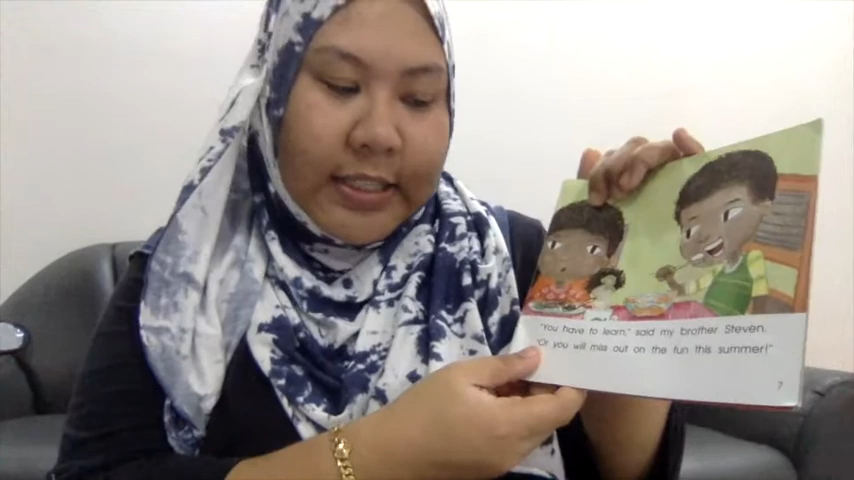 "You have to learn," said my brother Steven.
"Or you will miss out on the fun this summer!"
7